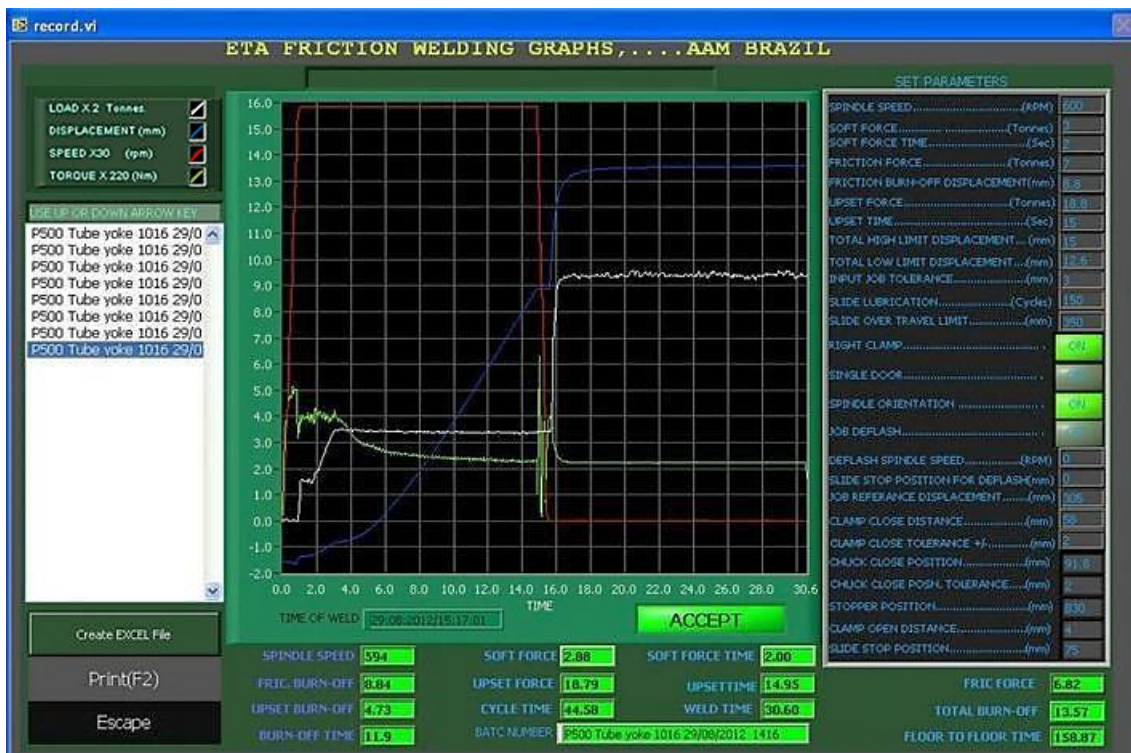 record.vi
ETA FRICTION WELDING GRAPHS,....AAM BRAZIL
LOAD X 2 Tonnes
DISPLACEMENT (mm)
SPEED X30 (rpm)
TORQUE X 220 (Nm)
USE UP OR DOWN ARROW KEY
P500 Tube yoke 1016 29/0
P500 Tube yoke 1016 29/0
P500 Tube yoke 1016 29/0
P500 Tube yoke 1016 29/0
P500 Tube yoke 1016 29/0
P500 Tube yoke 1016 29/0
P500 Tube yoke 1016 29/0
P500 Tube yoke 1016 29/0
Create EXCEL File
Print(F2)
Escape
16.0
15.0
14.0
13.0
12.0
11.0
10.0
9.0
8.0
7.0
6.0
5.0
4.0
3.0
2.0
1.0
0.0
-1.0
-2.0
0.0 2.0 4.0 6.0 8.0 10.0 12.0 14.0 16.0 18.0 20.0 22.0 24.0 26.0 28.0 30.6
TIME
TIME OF WELD 29:08:2012/15:17:01
ACCEPT
SET PARAMETERS
SPINDLE SPEED (RPM) 600
SOFT FORCE (Tonnes) 3
SOFT FORCE TIME (Sec) 2
FRICTION FORCE (Tonnes) 7
FRICTION BURN-OFF DISPLACEMENT(mm) 8.8
UPSET FORCE (Tonnes) 18.8
UPSET TIME (Sec) 15
TOTAL HIGH LIMIT DISPLACEMENT (mm) 15
TOTAL LOW LIMIT DISPLACEMENT (mm) 12.6
INPUT JOB TOLERANCE (mm) 3
SLIDE LUBRICATION (Cycles) 150
SLIDE OVER TRAVEL LIMIT (mm) 350
RIGHT CLAMP ON
SINGLE DOOR
SPINDLE ORIENTATION ON
JOB DEFLASH
DEFLASH SPINDLE SPEED (RPM) 0
SLIDE STOP POSITION FOR DEFLASH(mm) 0
JOB REFERANCE DISPLACEMENT (mm) 305
CLAMP CLOSE DISTANCE (mm) 58
CLAMP CLOSE TOLERANCE +/- (mm) 2
CHUCK CLOSE POSITION (mm) 91.8
CHUCK CLOSE POSN. TOLERANCE (mm) 2
STOPPER POSITION (mm) 830
CLAMP OPEN DISTANCE (mm) 4
SLIDE STOP POSITION (mm) 75
SPINDLE SPEED 594 SOFT FORCE 2.88 SOFT FORCE TIME 2.00
FRIC. BURN-OFF 8.84 UPSET FORCE 18.79 UPSETTIME 14.95 FRIC FORCE 6.82
UPSET BURN-OFF 4.73 CYCLE TIME 44.58 WELD TIME 30.60 TOTAL BURN-OFF 13.57
BURN-OFF TIME 11.9 BATC NUMBER P500 Tube yoke 1016 29/08/2012 1416 FLOOR TO FLOOR TIME 158.87